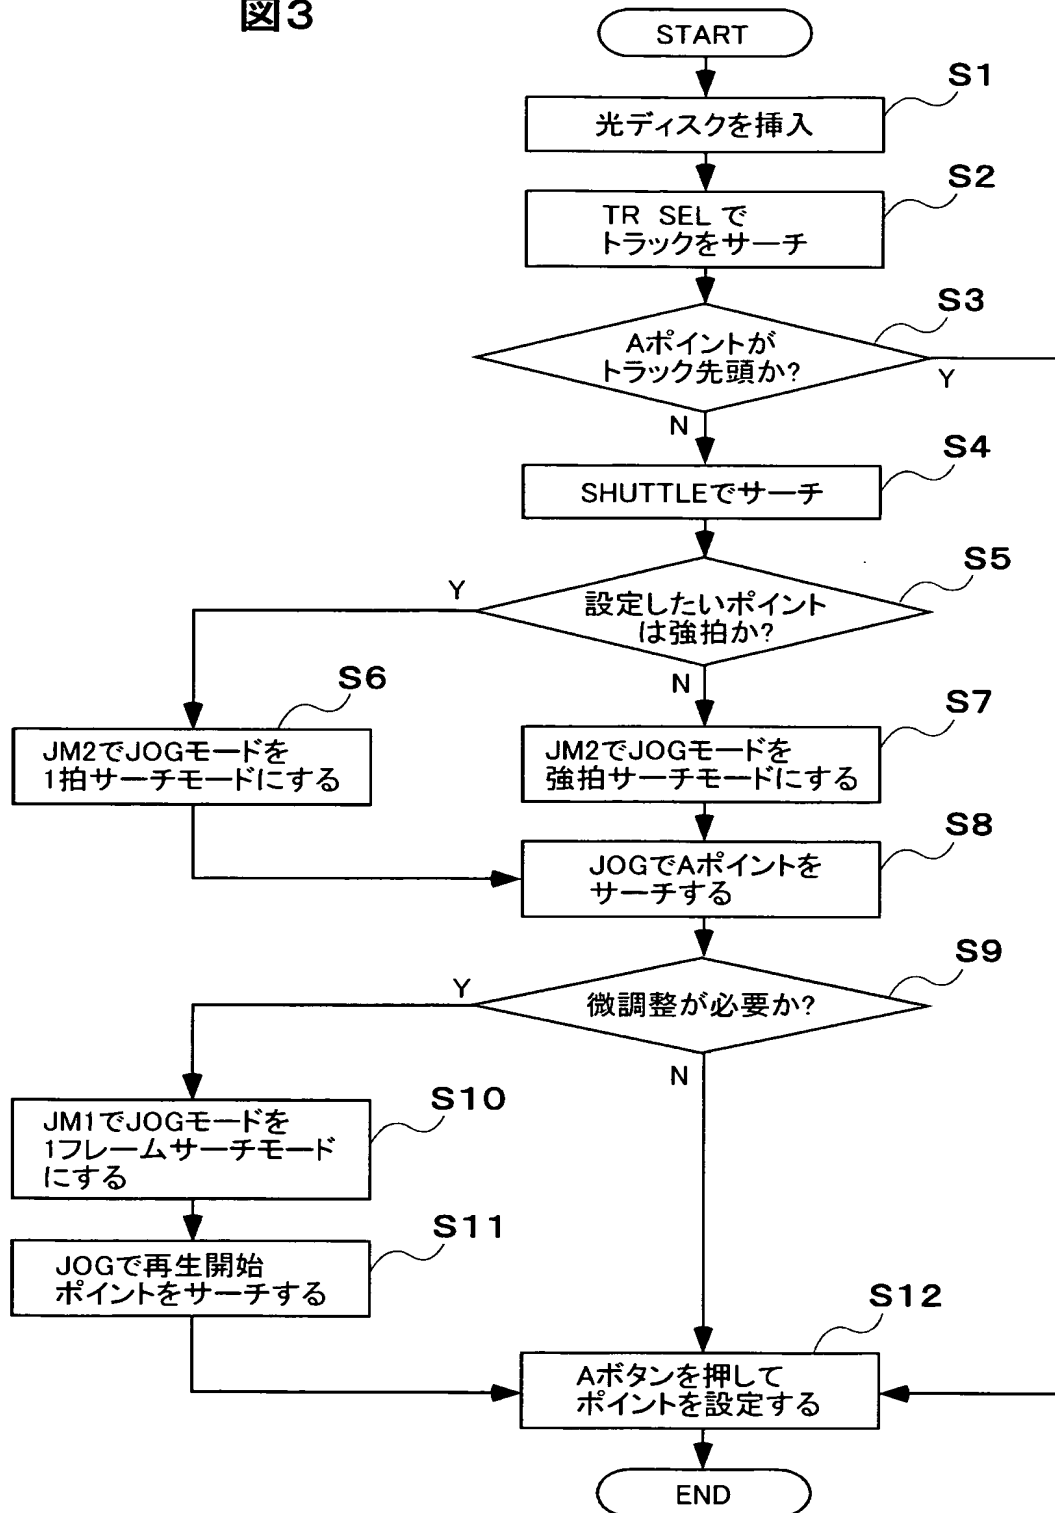 図3
START
S1
光ディスクを挿入
S2
TR SELで
トラックをサーチ
S3
Aポイントが
トラック先頭か?
Y
N
S4
SHUTTLEでサーチ
S5
Y
設定したいポイント
は強拍か?
N
S6
JM2でJOGモードを
1拍サーチモードにする
S7
JM2でJOGモードを
強拍サーチモードにする
S8
JOGでAポイントを
サーチする
S9
Y
微調整が必要か?
N
S10
JM1でJOGモードを
1フレームサーチモード
にする
S11
JOGで再生開始
ポイントをサーチする
S12
Aボタンを押して
ポイントを設定する
END